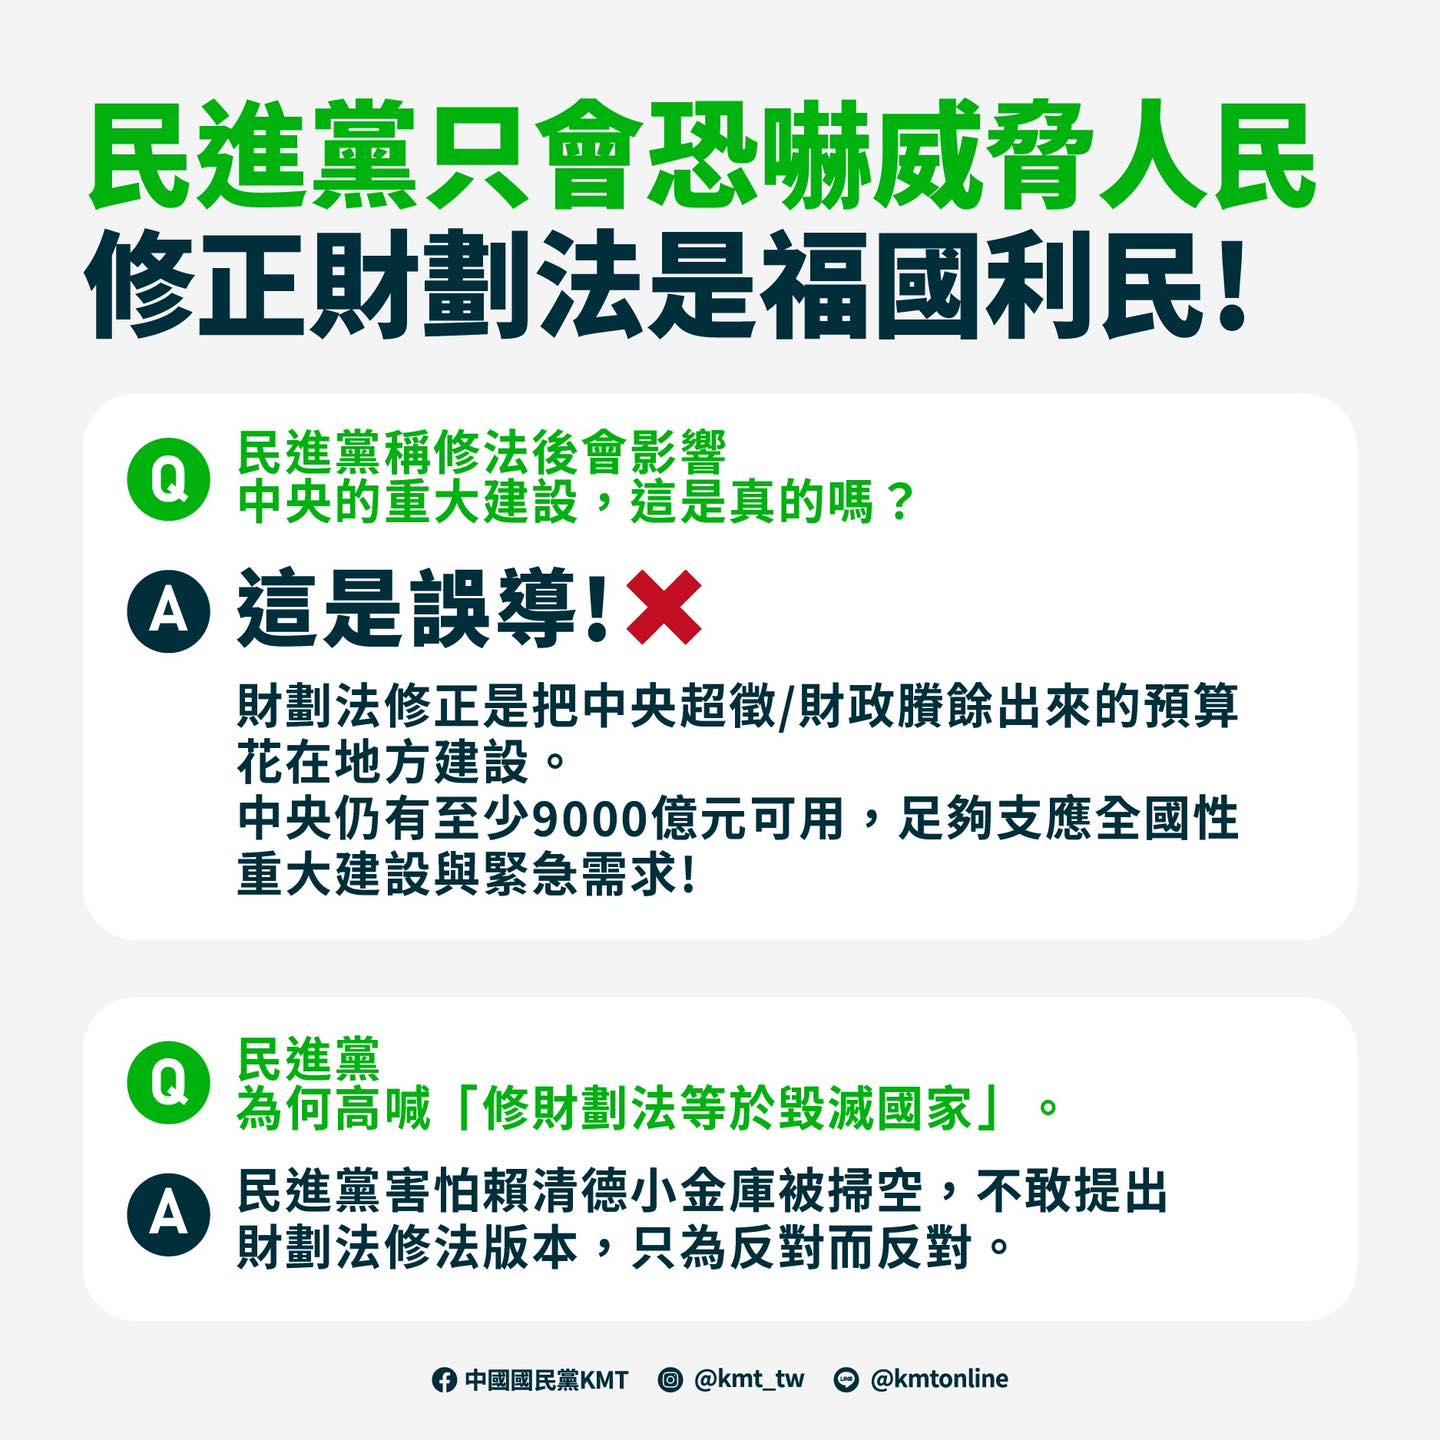 民進黨只會恐嚇威脅人民
修正財劃法是福國利民!
Q 民進黨稱修法後會影響
中央的重大建設，這是真的嗎？
A 這是誤導!
財劃法修正是把中央超徵/財政賸餘出來的預算
花在地方建設。
中央仍有至少9000億元可用，足夠支應全國性
重大建設與緊急需求!
Q 民進黨
為何高喊「修財劃法等於毀滅國家」。
A 民進黨害怕賴清德小金庫被掃空，不敢提出
財劃法修法版本，只為反對而反對。
中國國民黨KMT @kmt_tw LINE @kmtonline